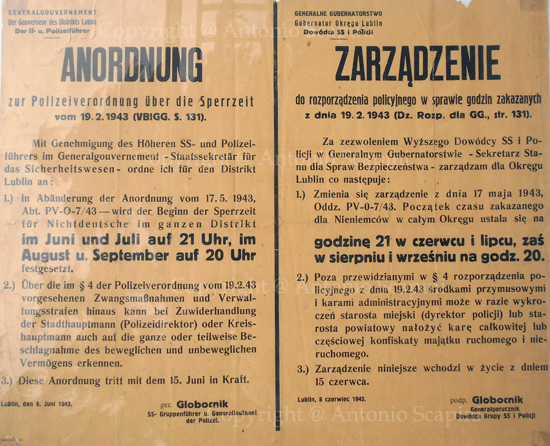 GENERALGOUVERNEMENT
Der Gouverneur des Distrikts Lublin
Der SS- u. Polizeiführer
ANORDNUNG
zur Polizeiverordnung über die Sperrzeit
vom 19. 2. 1943 (VBlGG. S. 131).
Mit Genehmigung des Höheren SS- und Polizei-
führers im Generalgouvernement - Staatssekretär für
das Sicherheitswesen - ordne ich für den Distrikt
Lublin an:
1.) in Abänderung der Anordnung vom 17. 5. 1943,
Abt. PV-O-7/43 — wird der Beginn der Sperrzeit
für Nichtdeutsche im ganzen Distrikt
im Juni und Juli auf 21 Uhr, im
August u. September auf 20 Uhr
festgesetzt.
2.) Über die im § 4 der Polizeiverordnung vom 19.2.43
vorgesehenen Zwangsmaßnahmen und Verwal-
tungsstrafen hinaus kann bei Zuwiderhandlung
der Stadthauptmann (Polizeidirektor) oder Kreis-
hauptmann auch auf die ganze oder teilweise Be-
schlagnahme des beweglichen und unbeweglichen
Vermögens erkennen.
3.) Diese Anordnung tritt mit dem 15. Juni in Kraft.
Lublin, den 8. Juni 1943.
gez. Globocnik
SS- Gruppenführer u. Generalleutnant
der Polizei.
GENERALNE GUBERNATORSTWO
Gubernator Okręgu Lublin
Dowódca SS i Policji
ZARZĄDZENIE
do rozporządzenia policyjnego w sprawie godzin zakazanych
z dnia 19. 2. 1943 (Dz. Rozp. dla GG., str. 131).
Za zezwoleniem Wyższego Dowódcy SS i Po-
licji w Generalnym Gubernatorstwie - Sekretarz Sta-
nu dla Spraw Bezpieczeństwa - zarządzam dla Okręgu
Lublin co następuje:
1.) Zmienia się zarządzenie z dnia 17 maja 1943,
Oddz. PV-O-7/43. Początek czasu zakazanego
dla Nieniemców w całym Okręgu ustala się na
godzinę 21 w czerwcu i lipcu, zaś
w sierpniu i wrześniu na godz. 20.
2.) Poza przewidzianymi w § 4 rozporządzenia po-
licyjnego z dnia 19.2.43 środkami przymusowymi
i karami administracyjnymi może w razie wykro-
czeń starosta miejski (dyrektor policji) lub sta-
rosta powiatowy nałożyć karę całkowitej lub
częściowej konfiskaty majątku ruchomego i nie-
ruchomego.
3.) Zarządzenie niniejsze wchodzi w życie z dniem
15 czerwca.
Lublin, 8 czerwiec 1943.
podp. Globocnik
Generalporucznik
Dowódca Grupy SS i Policji
Copyright @ Antonio Scap